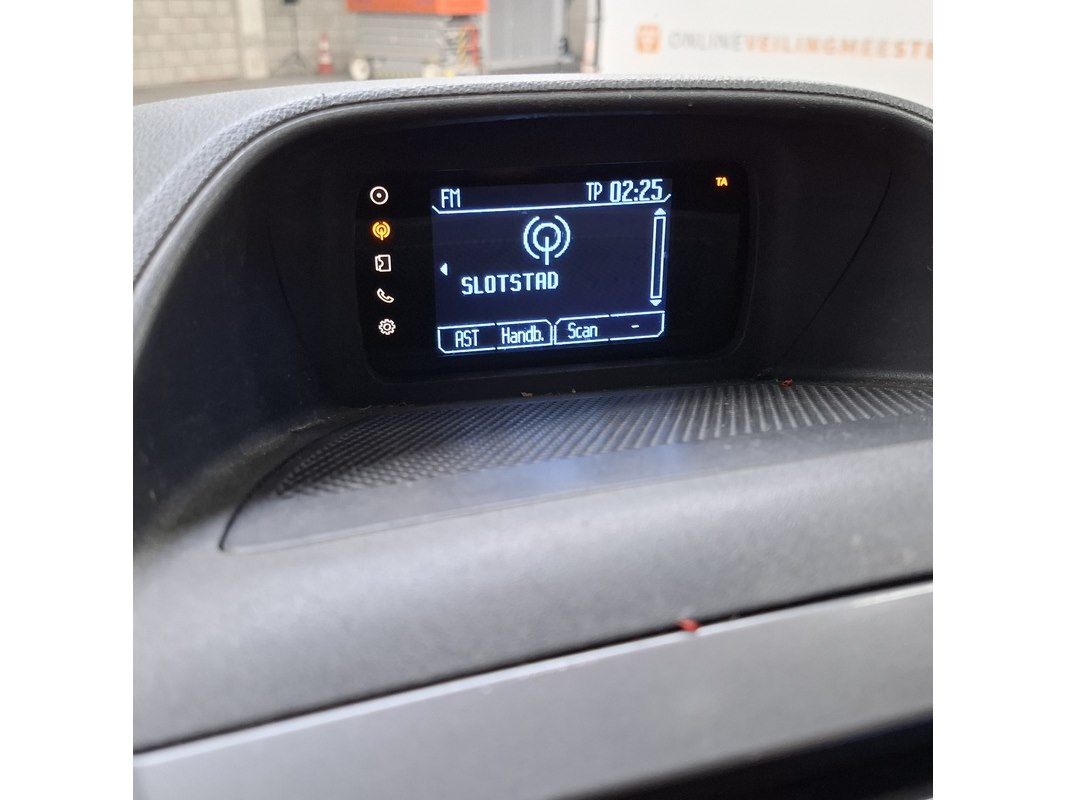 ONLINEVEILINGMEESTE
FM TP 02:25
TA
SLOTSTAD
AST Handb. Scan -